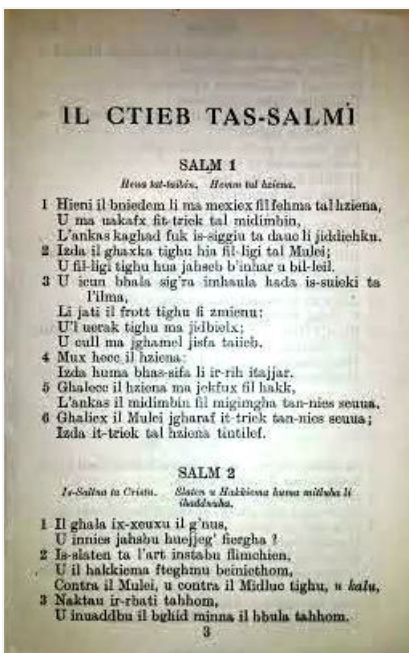 IL CTIEB TAS-SALMI
SALM 1
Hena tat-taibin. Hemm tal hziena.
1 Hieni il bniedem li ma mexiex fil fehma tal hziena,
U ma uakafx fit-triek tal midimbin,
L'ankas kaghad fuk is-siggiu ta dauc li jiddiehku.
2 Izda il ghaxka tighu hia fil-ligi tal Mulei;
U fil-ligi tighu hua jahseb b'inhar u bil-leil.
3 U icun bhala sig'ra imhaula hada is-suieki ta
l'ilma,
Li jati il frott tighu fi zmienu;
U'l uerak tighu ma jidbielx;
U cull ma jghamel jisfa taiieb.
4 Mux hecc il hziena:
Izda huma bhas-sifa li ir-rih itajjar.
5 Ghalecc il hziena ma jekfux fil hakk,
L'ankas il midimbin fil migimgha tan-nies seuua.
6 Ghaliex il Mulei jgharaf it-triek tan-nies seuua;
Izda it-triek tal hziena tintilef.
SALM 2
Is-Saltna ta Cristu. Slaten u Hakkiema huma mitluba li
1 Il ghala ix-xeuxu il g'nus,
U innies jahsbu huejjeg' fiergha ?
2 Is-slaten ta l'art instabu flimchien,
U il hakkiema fteghmu beiniethom,
Contra il Mulei, u contra il Midluc tighu, u kalu,
3 Naktau ir-rbati tahhom,
U inuaddbu il bghid minna il hbula tahhom.
3